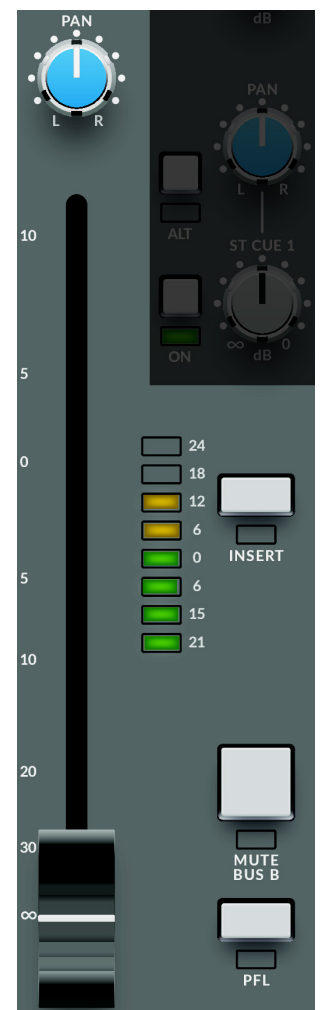 PAN
L R
10
5
0
5
10
20
30
∞
dB
PAN
L R
ALT
ST CUE 1
ON
∞ 0
dB
24
18
12
6
0
6
15
21
INSERT
MUTE
BUS B
PFL